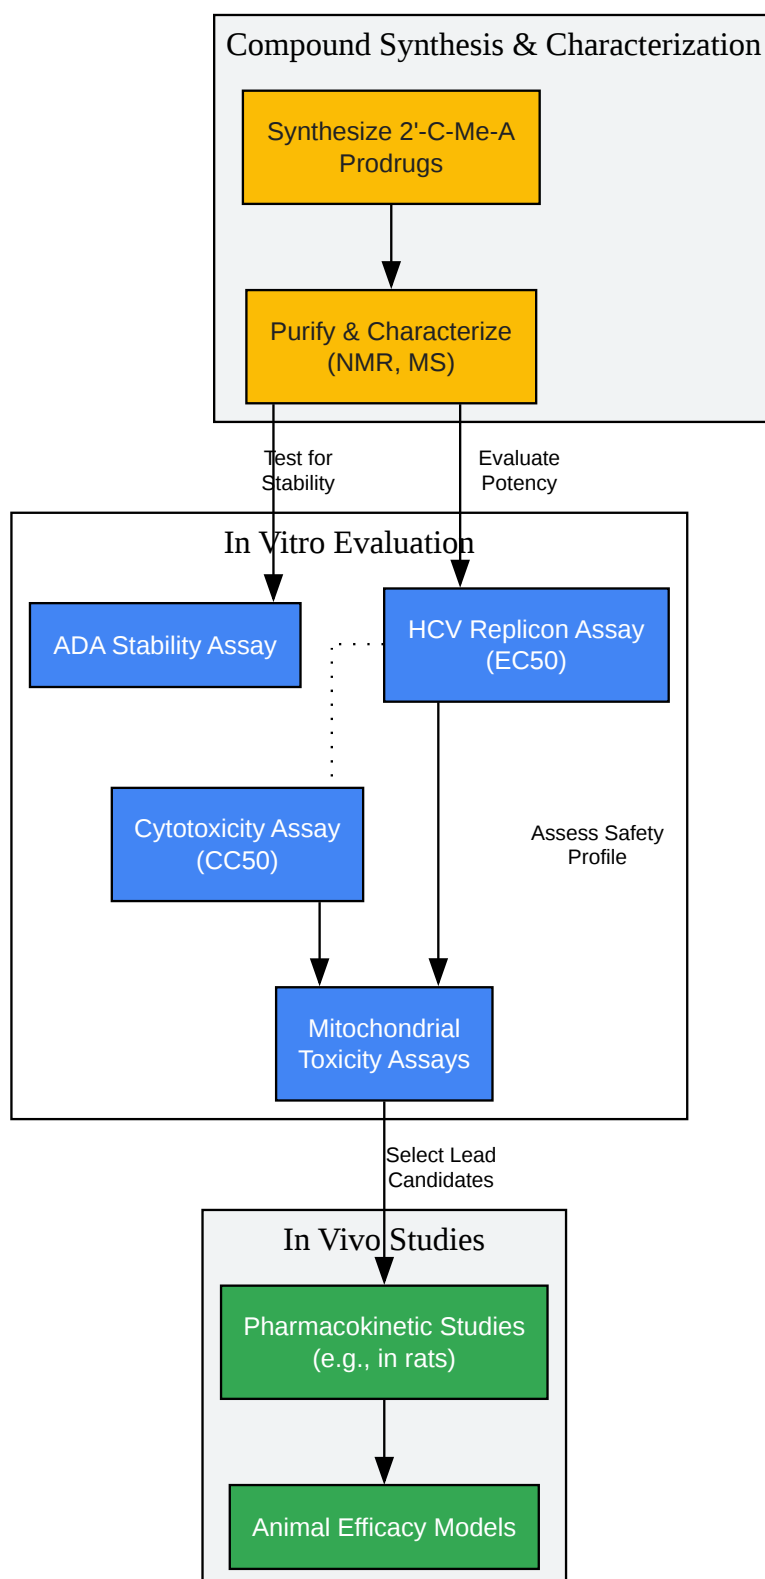 Compound Synthesis & Characterization
Synthesize 2'-C-Me-A
Prodrugs
Purify & Characterize
(NMR, MS)
Test for
Stability
Evaluate
Potency
In Vitro Evaluation
ADA Stability Assay
HCV Replicon Assay
(EC50)
Cytotoxicity Assay
(CC50)
Assess Safety
Profile
Mitochondrial
Toxicity Assays
Select Lead
Candidates
In Vivo Studies
Pharmacokinetic Studies
(e.g., in rats)
Animal Efficacy Models